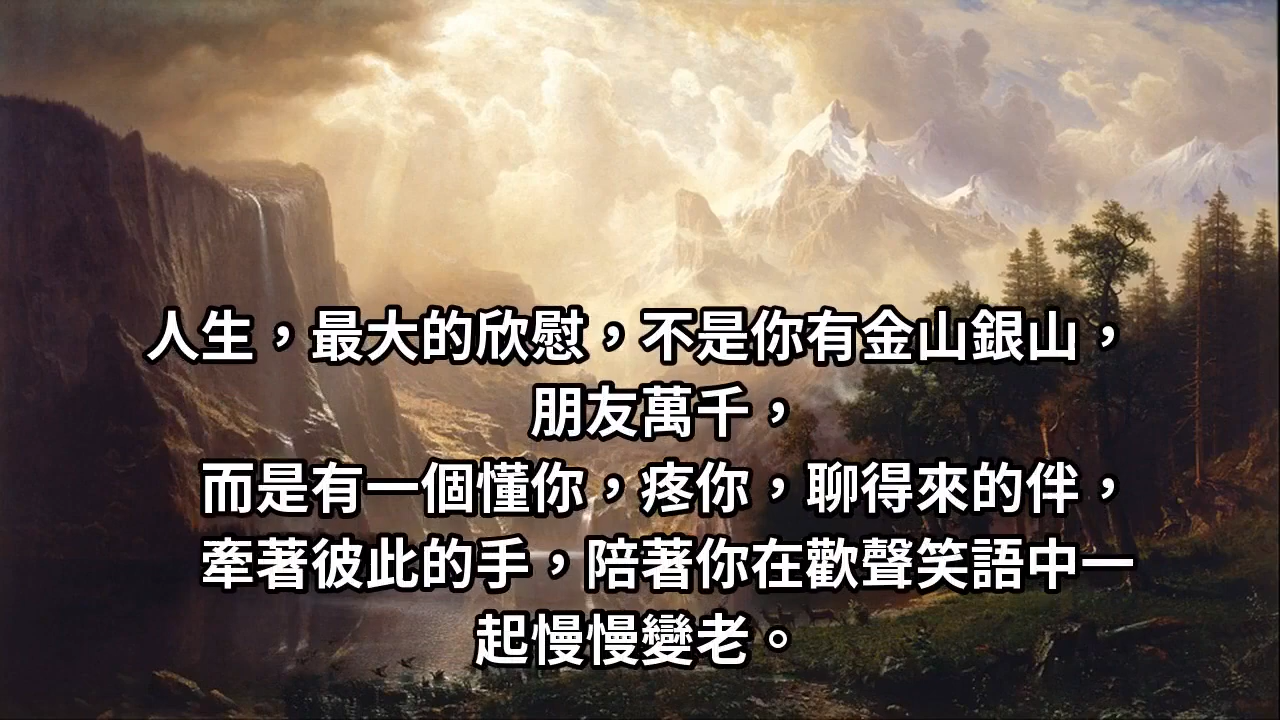 人生，最大的欣慰，不是你有金山銀山，
朋友萬千，
而是有一個懂你，疼你，聊得來的伴，
牽著彼此的手，陪著你在歡聲笑語中一
起慢慢變老。